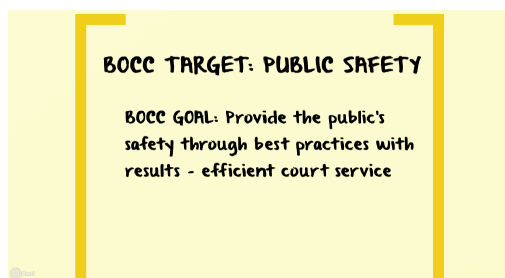 BOCC TARGET: PUBLIC SAFETY
BOCC GOAL: Provide the public's
safety through best practices with
results - efficient court service